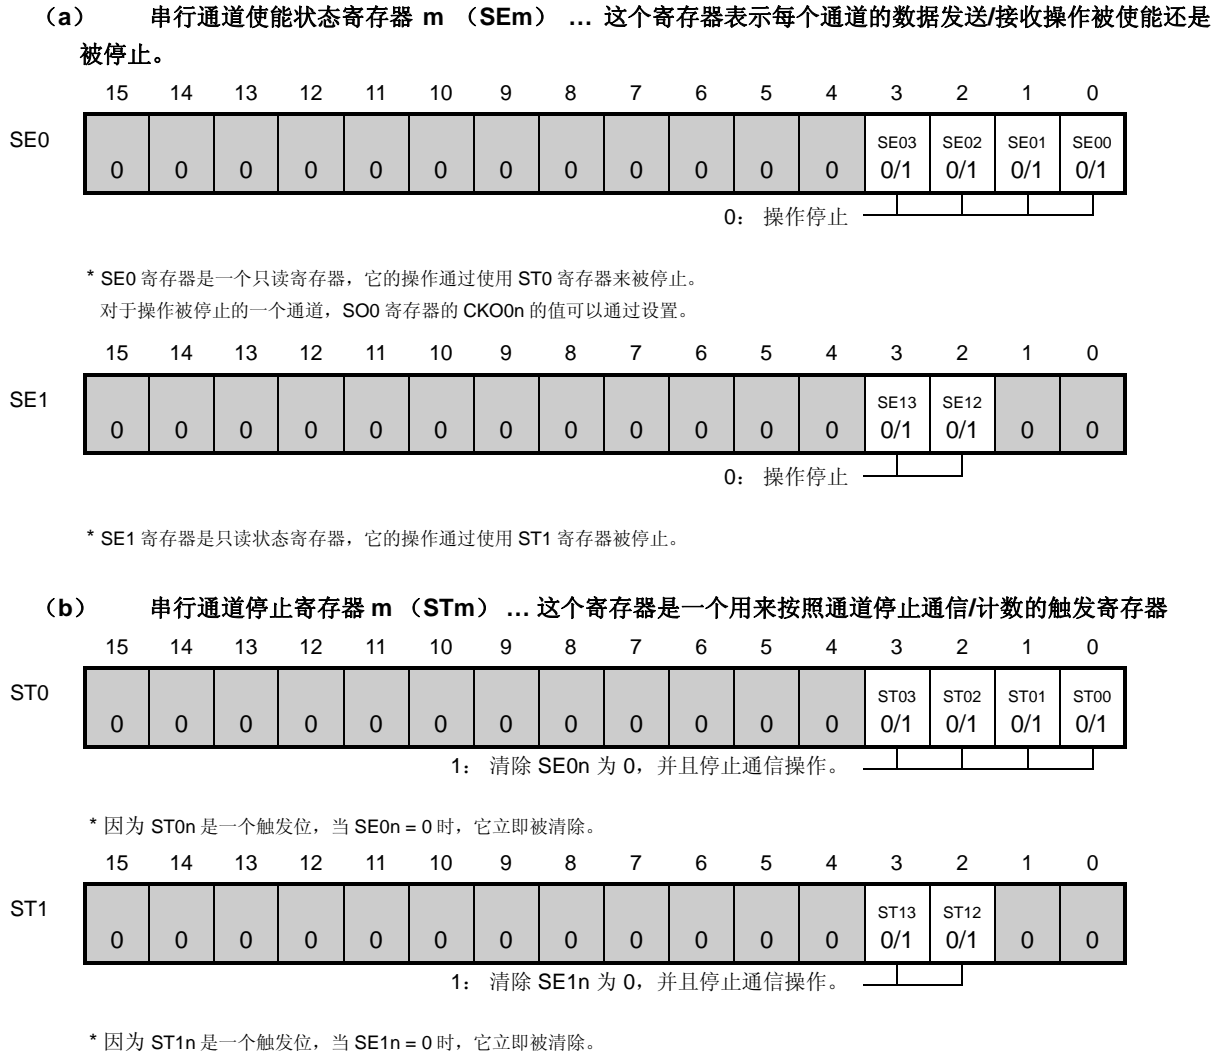 （a） 串行通道使能状态寄存器 m （SEm） … 这个寄存器表示每个通道的数据发送/接收操作被使能还是
被停止。
15 14 13 12 11 10 9 8 7 6 5 4 3 2 1 0
SE0 SE03 SE02 SE01 SE00
0 0 0 0 0 0 0 0 0 0 0 0 0/1 0/1 0/1 0/1
0： 操作停止
* SE0 寄存器是一个只读寄存器，它的操作通过使用 ST0 寄存器来被停止。
对于操作被停止的一个通道，SO0 寄存器的 CKO0n 的值可以通过设置。
15 14 13 12 11 10 9 8 7 6 5 4 3 2 1 0
SE1 SE13 SE12
0 0 0 0 0 0 0 0 0 0 0 0 0/1 0/1 0 0
0： 操作停止
* SE1 寄存器是只读状态寄存器，它的操作通过使用 ST1 寄存器被停止。
（b） 串行通道停止寄存器 m （STm） … 这个寄存器是一个用来按照通道停止通信/计数的触发寄存器
15 14 13 12 11 10 9 8 7 6 5 4 3 2 1 0
ST0 ST03 ST02 ST01 ST00
0 0 0 0 0 0 0 0 0 0 0 0 0/1 0/1 0/1 0/1
1： 清除 SE0n 为 0，并且停止通信操作。
* 因为 ST0n 是一个触发位，当 SE0n = 0 时，它立即被清除。
15 14 13 12 11 10 9 8 7 6 5 4 3 2 1 0
ST1 ST13 ST12
0 0 0 0 0 0 0 0 0 0 0 0 0/1 0/1 0 0
1： 清除 SE1n 为 0，并且停止通信操作。
* 因为 ST1n 是一个触发位，当 SE1n = 0 时，它立即被清除。